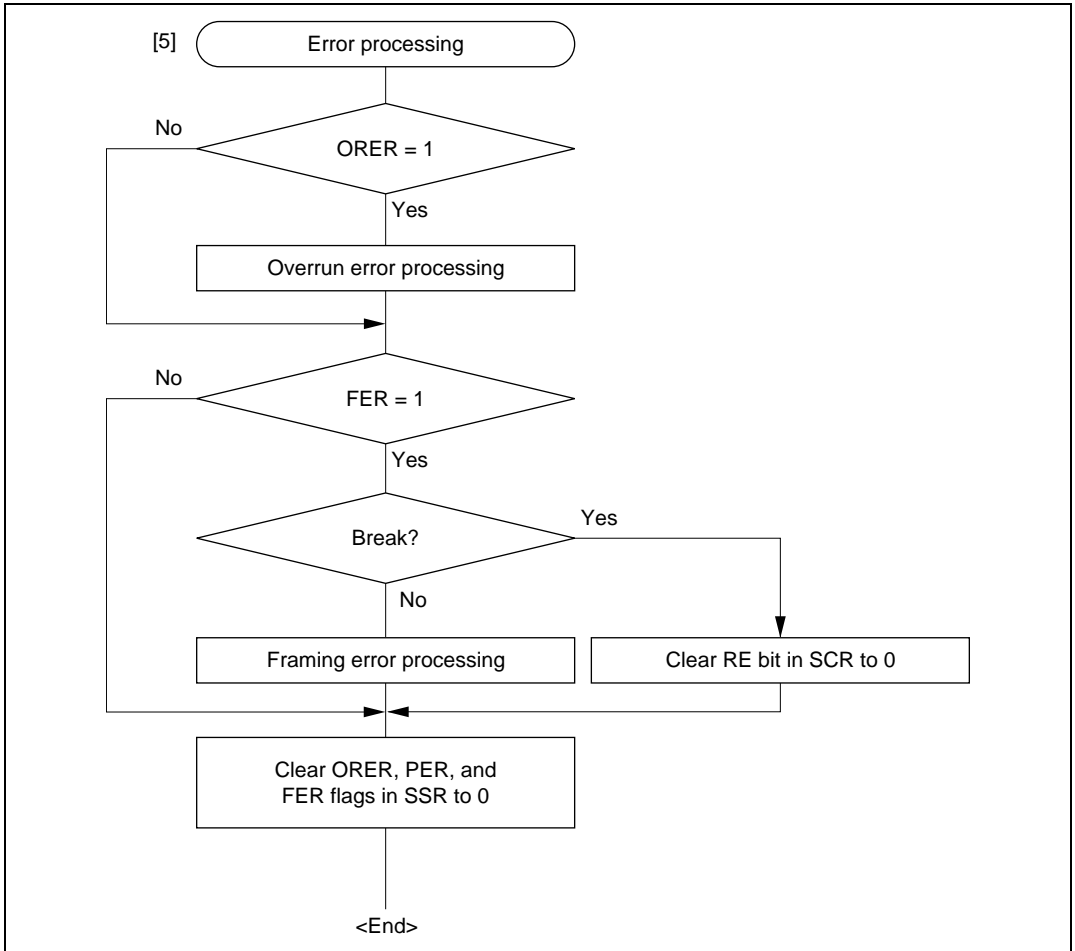 [5] Error processing
No
ORER = 1
Yes
Overrun error processing
No
FER = 1
Yes
Break?
Yes
No
Framing error processing
Clear RE bit in SCR to 0
Clear ORER, PER, and
FER flags in SSR to 0
<End>